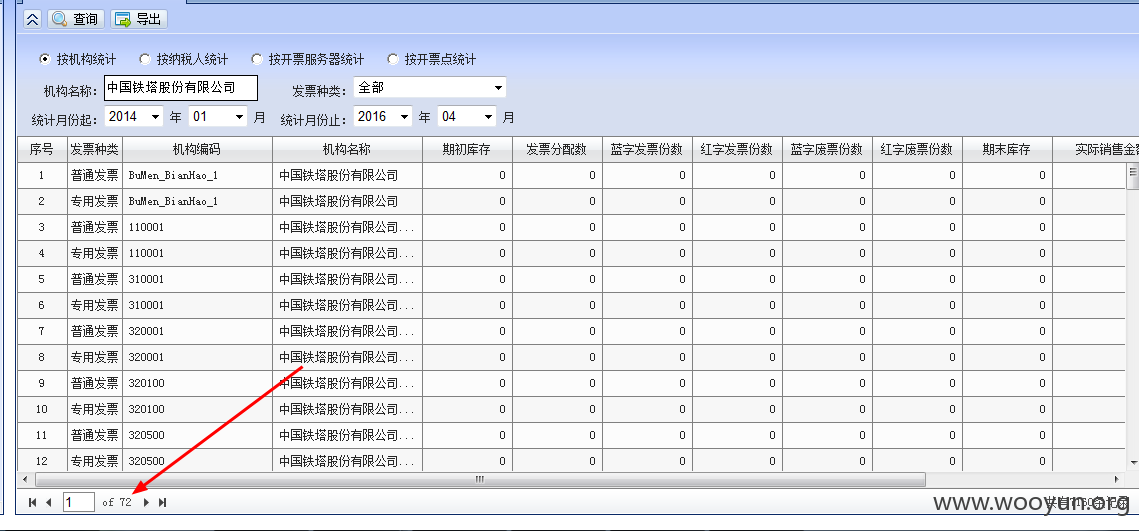 查询 导出
按机构统计 按纳税人统计 按开票服务器统计 按开票点统计
机构名称: 中国铁塔股份有限公司 发票种类: 全部
统计月份起: 2014 年 01 月 统计月份止: 2016 年 04 月
序号 发票种类 机构编码 机构名称 期初库存 发票分配数 蓝字发票份数 红字发票份数 蓝字废票份数 红字废票份数 期末库存 实际销售金
1 普通发票 BuMen_BianHao_1 中国铁塔股份有限公司 0 0 0 0 0 0 0
2 专用发票 BuMen_BianHao_1 中国铁塔股份有限公司 0 0 0 0 0 0 0
3 普通发票 110001 中国铁塔股份有限公司... 0 0 0 0 0 0 0
4 专用发票 110001 中国铁塔股份有限公司... 0 0 0 0 0 0 0
5 普通发票 310001 中国铁塔股份有限公司... 0 0 0 0 0 0 0
6 专用发票 310001 中国铁塔股份有限公司... 0 0 0 0 0 0 0
7 普通发票 320001 中国铁塔股份有限公司... 0 0 0 0 0 0 0
8 专用发票 320001 中国铁塔股份有限公司... 0 0 0 0 0 0 0
9 普通发票 320100 中国铁塔股份有限公司... 0 0 0 0 0 0 0
10 专用发票 320100 中国铁塔股份有限公司... 0 0 0 0 0 0 0
11 普通发票 320500 中国铁塔股份有限公司... 0 0 0 0 0 0 0
12 专用发票 320500 中国铁塔股份有限公司... 0 0 0 0 0 0 0
1 of 72
www.wooyun.org